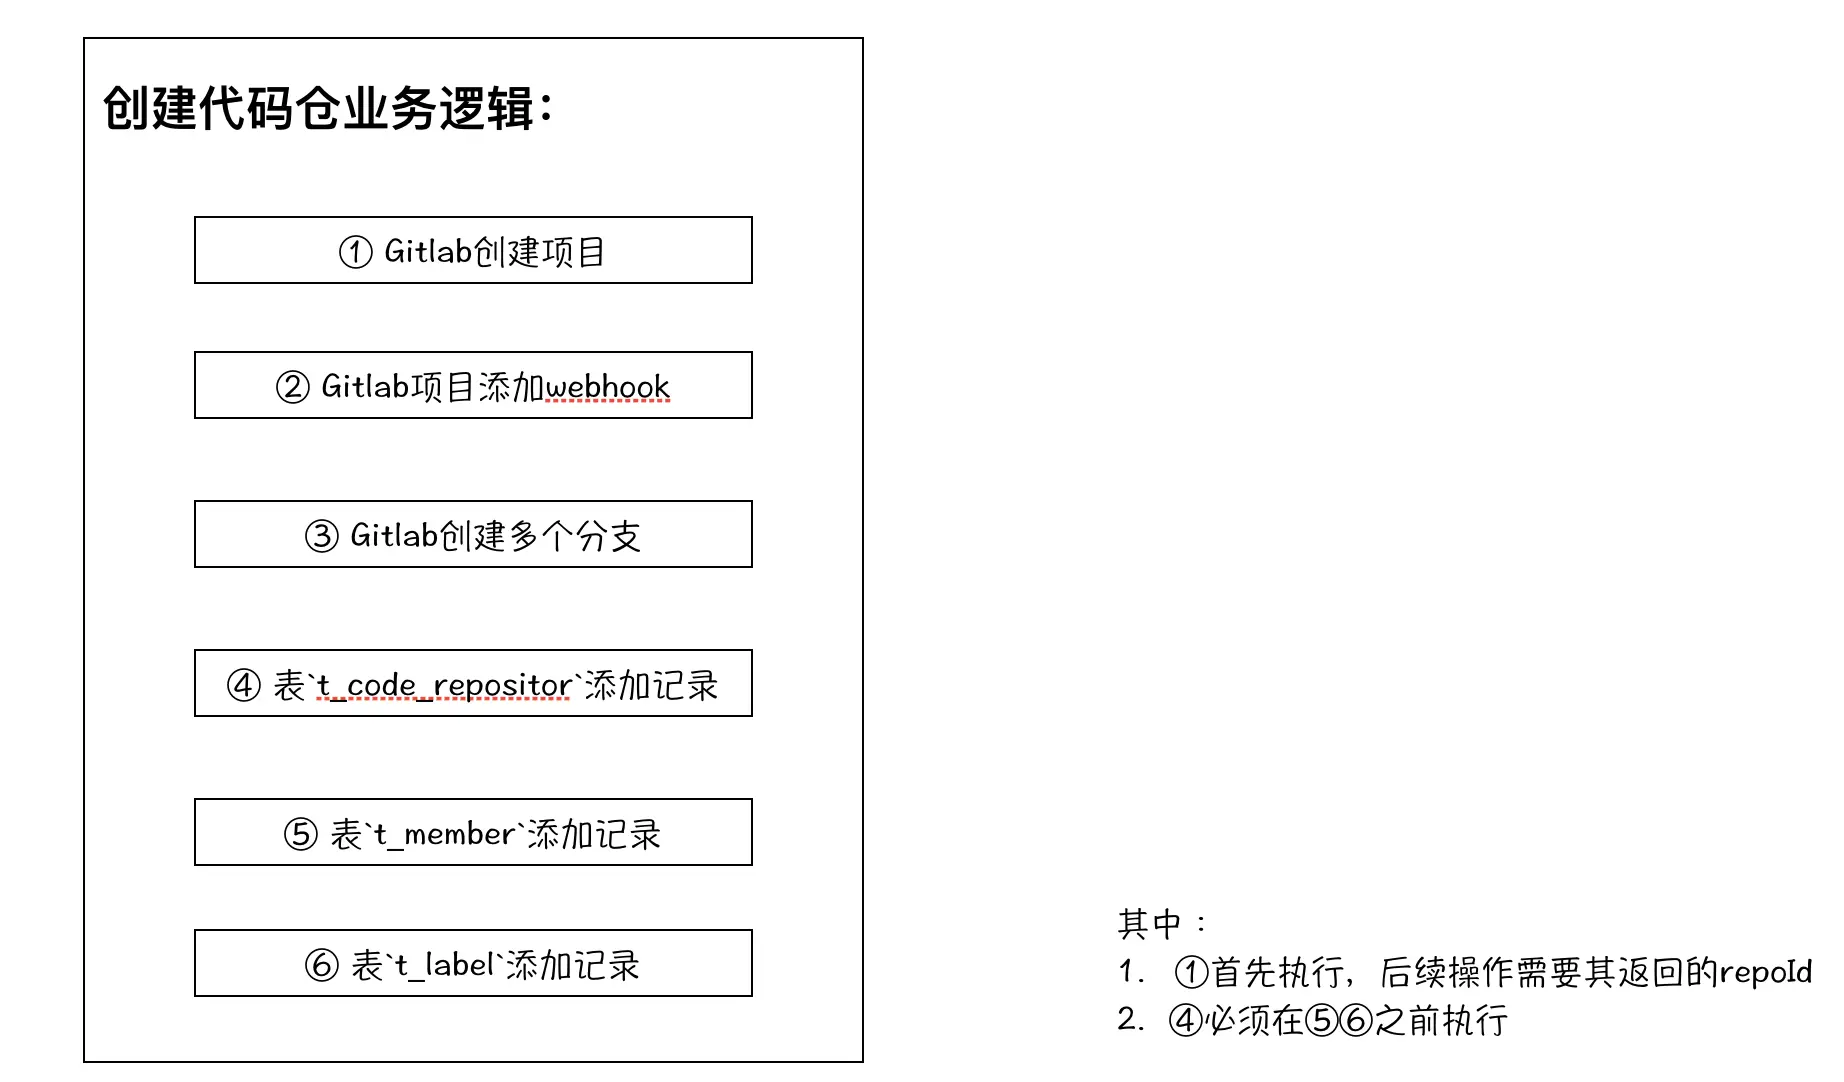 创建代码仓业务逻辑：
① Gitlab创建项目
② Gitlab项目添加webhook
③ Gitlab创建多个分支
④ 表`t_code_repositor`添加记录
⑤ 表`t_member`添加记录
⑥ 表`t_label`添加记录
其中：
1. ①首先执行，后续操作需要其返回的repoId
2. ④必须在⑤⑥之前执行